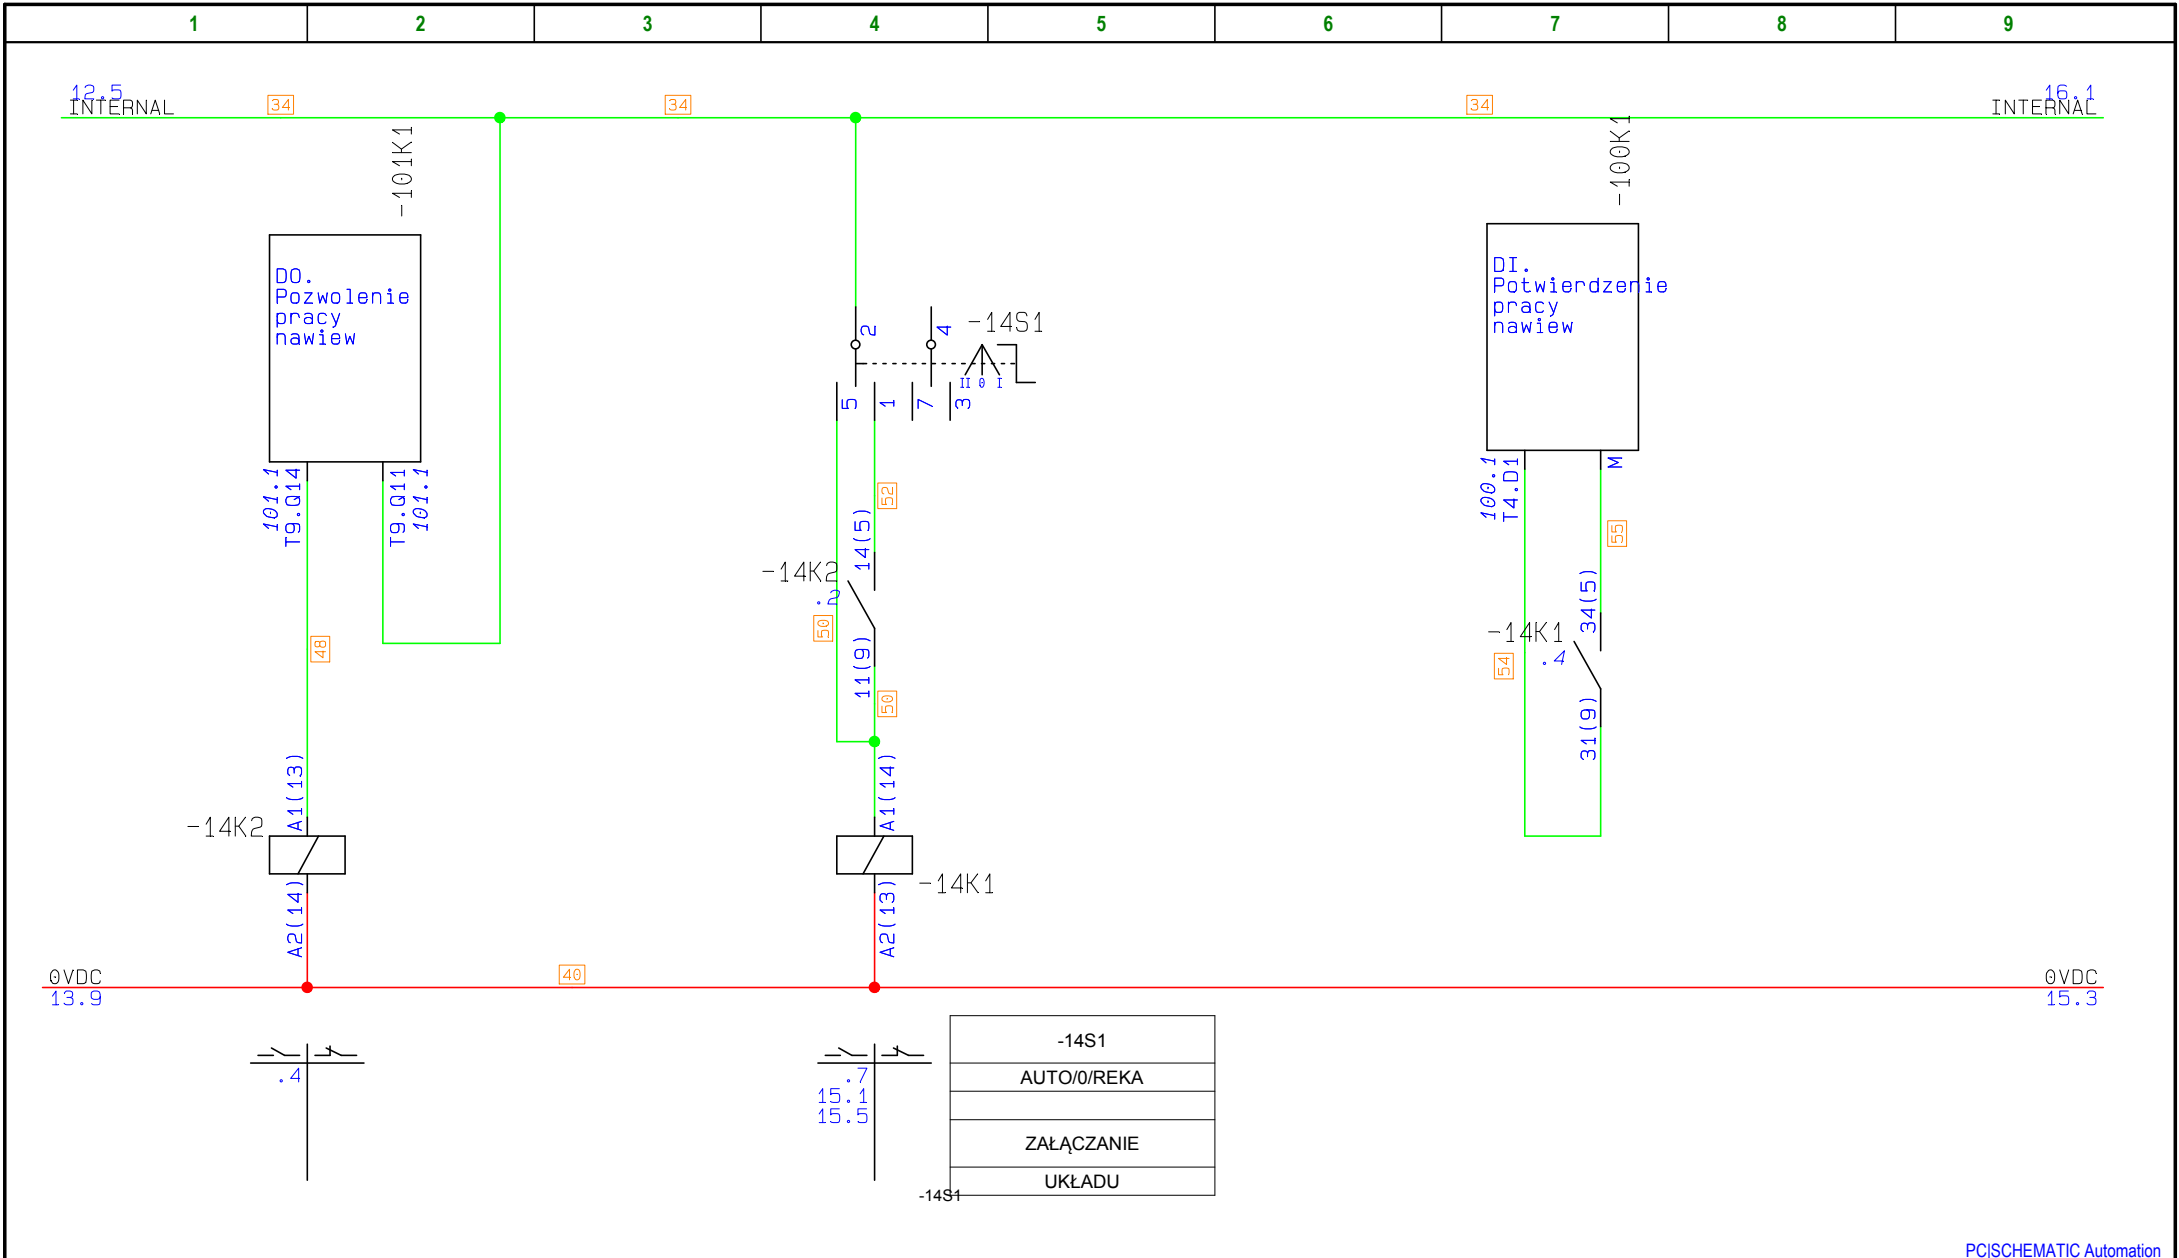 1 2 3 4 5 6 7 8 9
12.5
INTERNAL
34
34
34
16.1
INTERNAL
-101K1
-100K1
DO.
Pozwolenie
pracy
nawiew
DI.
Potwierdzenie
pracy
nawiew
2
4
-14S1
II 0 I
5
1
7
3
101.1
T9.Q14
T9.Q11
101.1
100.1
T4.D1
M
52
14(5)
-14K2
.2
50
11(9)
50
48
55
34(5)
-14K1
.4
54
31(9)
A1(13)
-14K2
A2(14)
A1(14)
-14K1
A2(13)
0VDC
13.9
40
0VDC
15.3
.4
.7
15.1
15.5
-14S1
AUTO/0/REKA
ZAŁĄCZANIE
UKŁADU
-14S1
PC|SCHEMATIC Automation